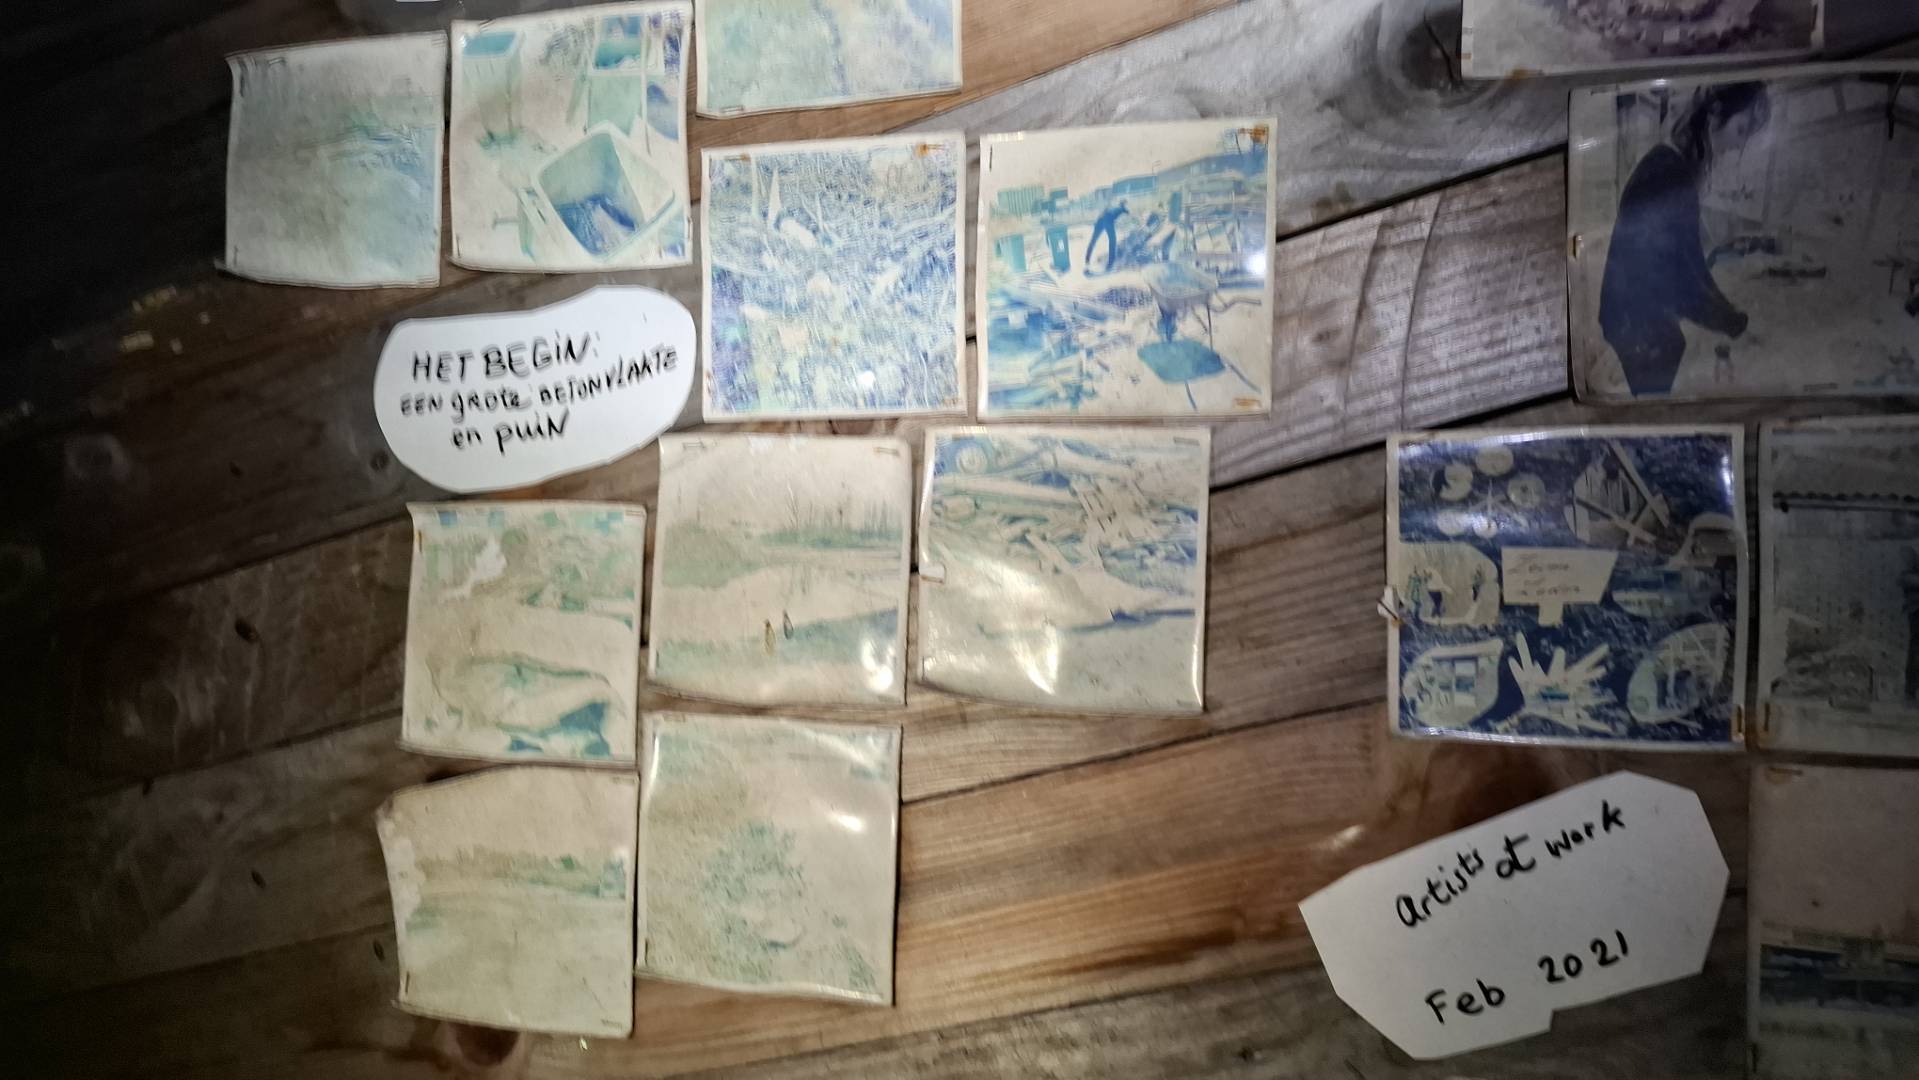 HET BEGIN:
EEN gROtE BETONVLAKTE
en puin
Artists at work
Feb 2021